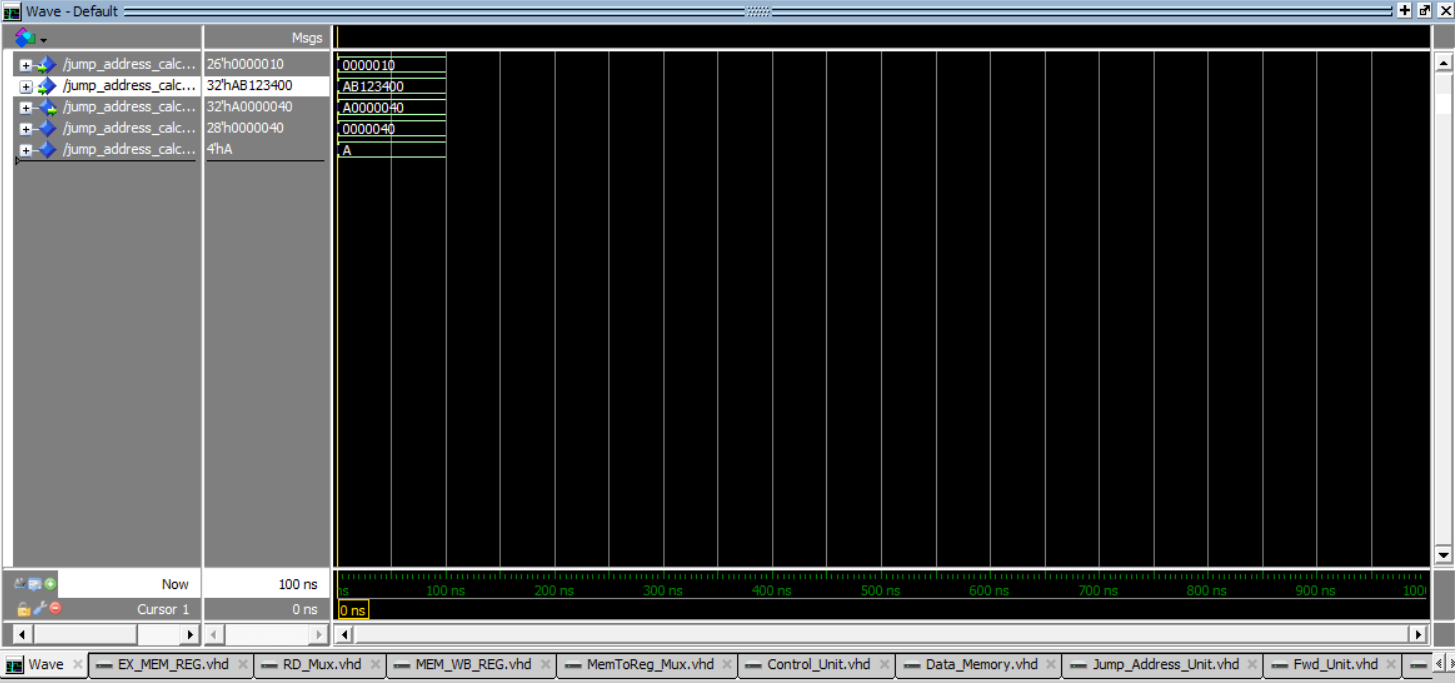 Wave - Default
Msgs
/jump_address_calc... 26'h0000010 0000010
/jump_address_calc... 32'hAB123400 AB123400
/jump_address_calc... 32'hA0000040 A0000040
/jump_address_calc... 28'h0000040 0000040
/jump_address_calc... 4'hA A
Now 100 ns ns 100 ns 200 ns 300 ns 400 ns 500 ns 600 ns 700 ns 800 ns 900 ns 100
Cursor 1 0 ns 0 ns
Wave EX_MEM_REG.vhd RD_Mux.vhd MEM_WB_REG.vhd MemToReg_Mux.vhd Control_Unit.vhd Data_Memory.vhd Jump_Address_Unit.vhd Fwd_Unit.vhd